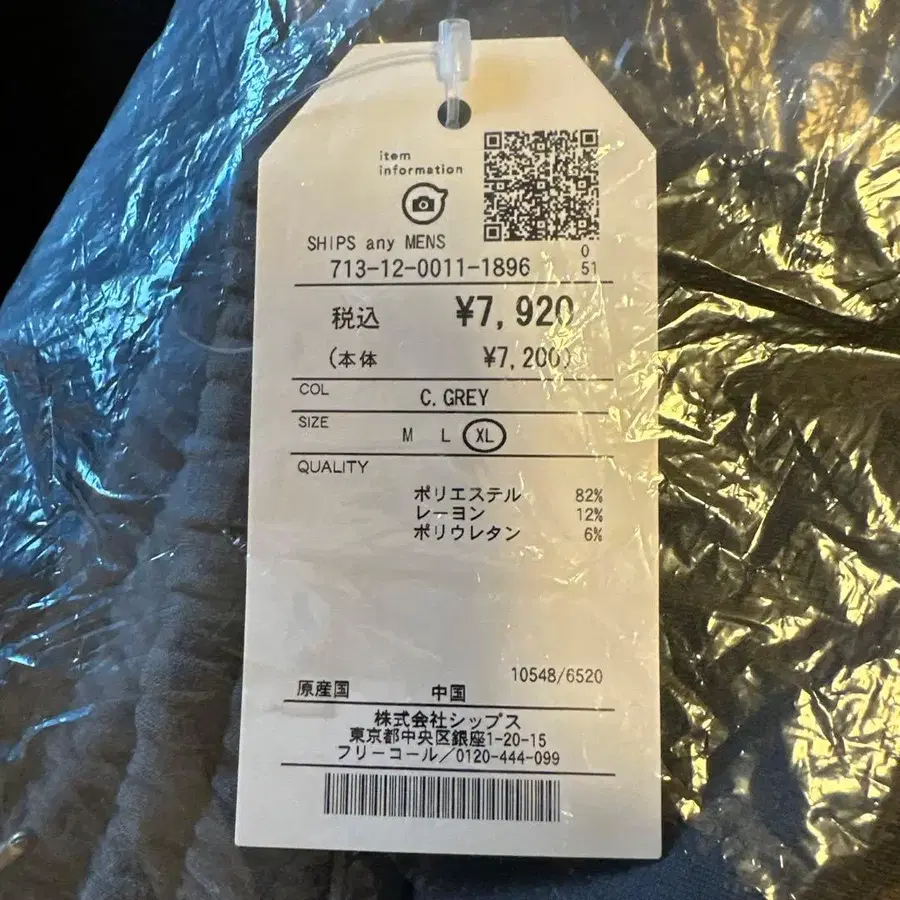 item
information
SHIPS any MENS
0
713-12-0011-1896
51
税込 ¥7,920
(本体 ¥7,200)
COL C. GREY
SIZE
M L XL
QUALITY
ポリエステル 82%
レーヨン 12%
ポリウレタン 6%
10548/6520
原産国 中国
株式会社シップス
東京都中央区銀座1-20-15
フリーコール/0120-444-099